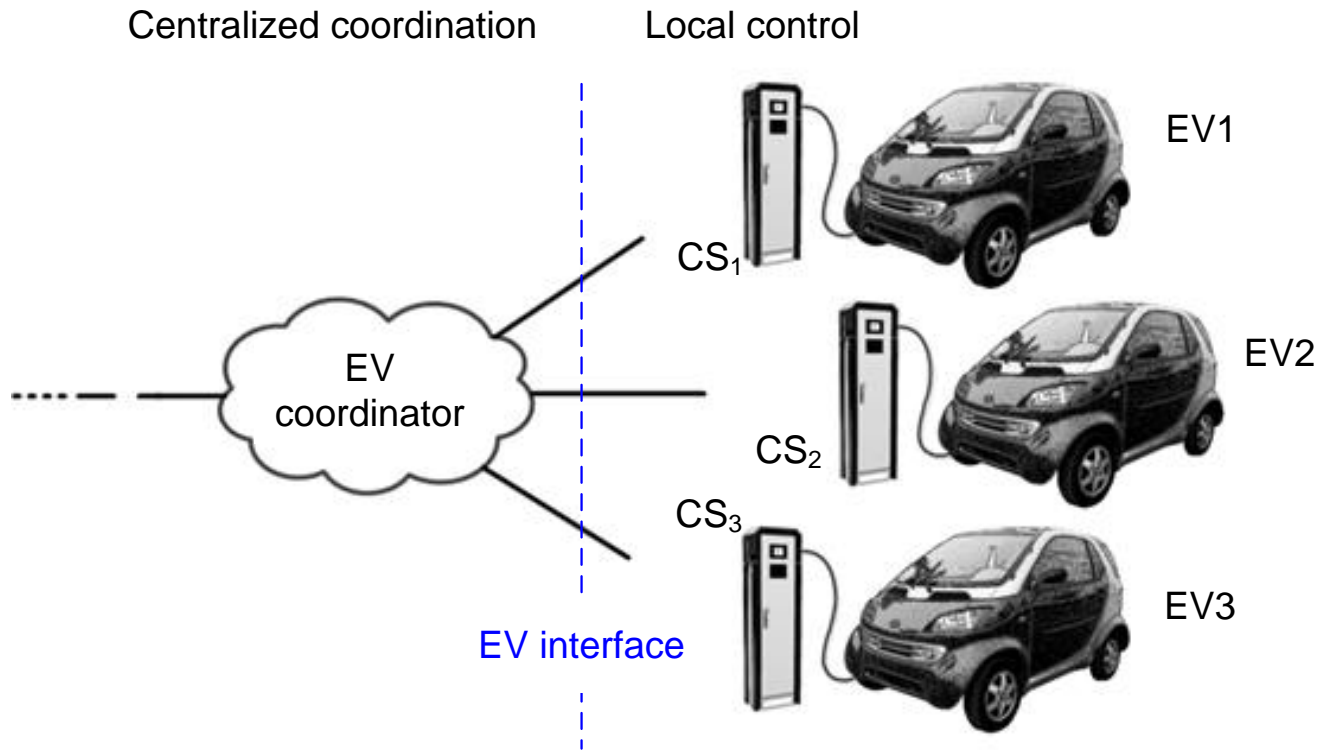 Centralized coordination
Local control
EV1
CS₁
EV2
EV
coordinator
CS₂
CS₃
EV3
EV interface